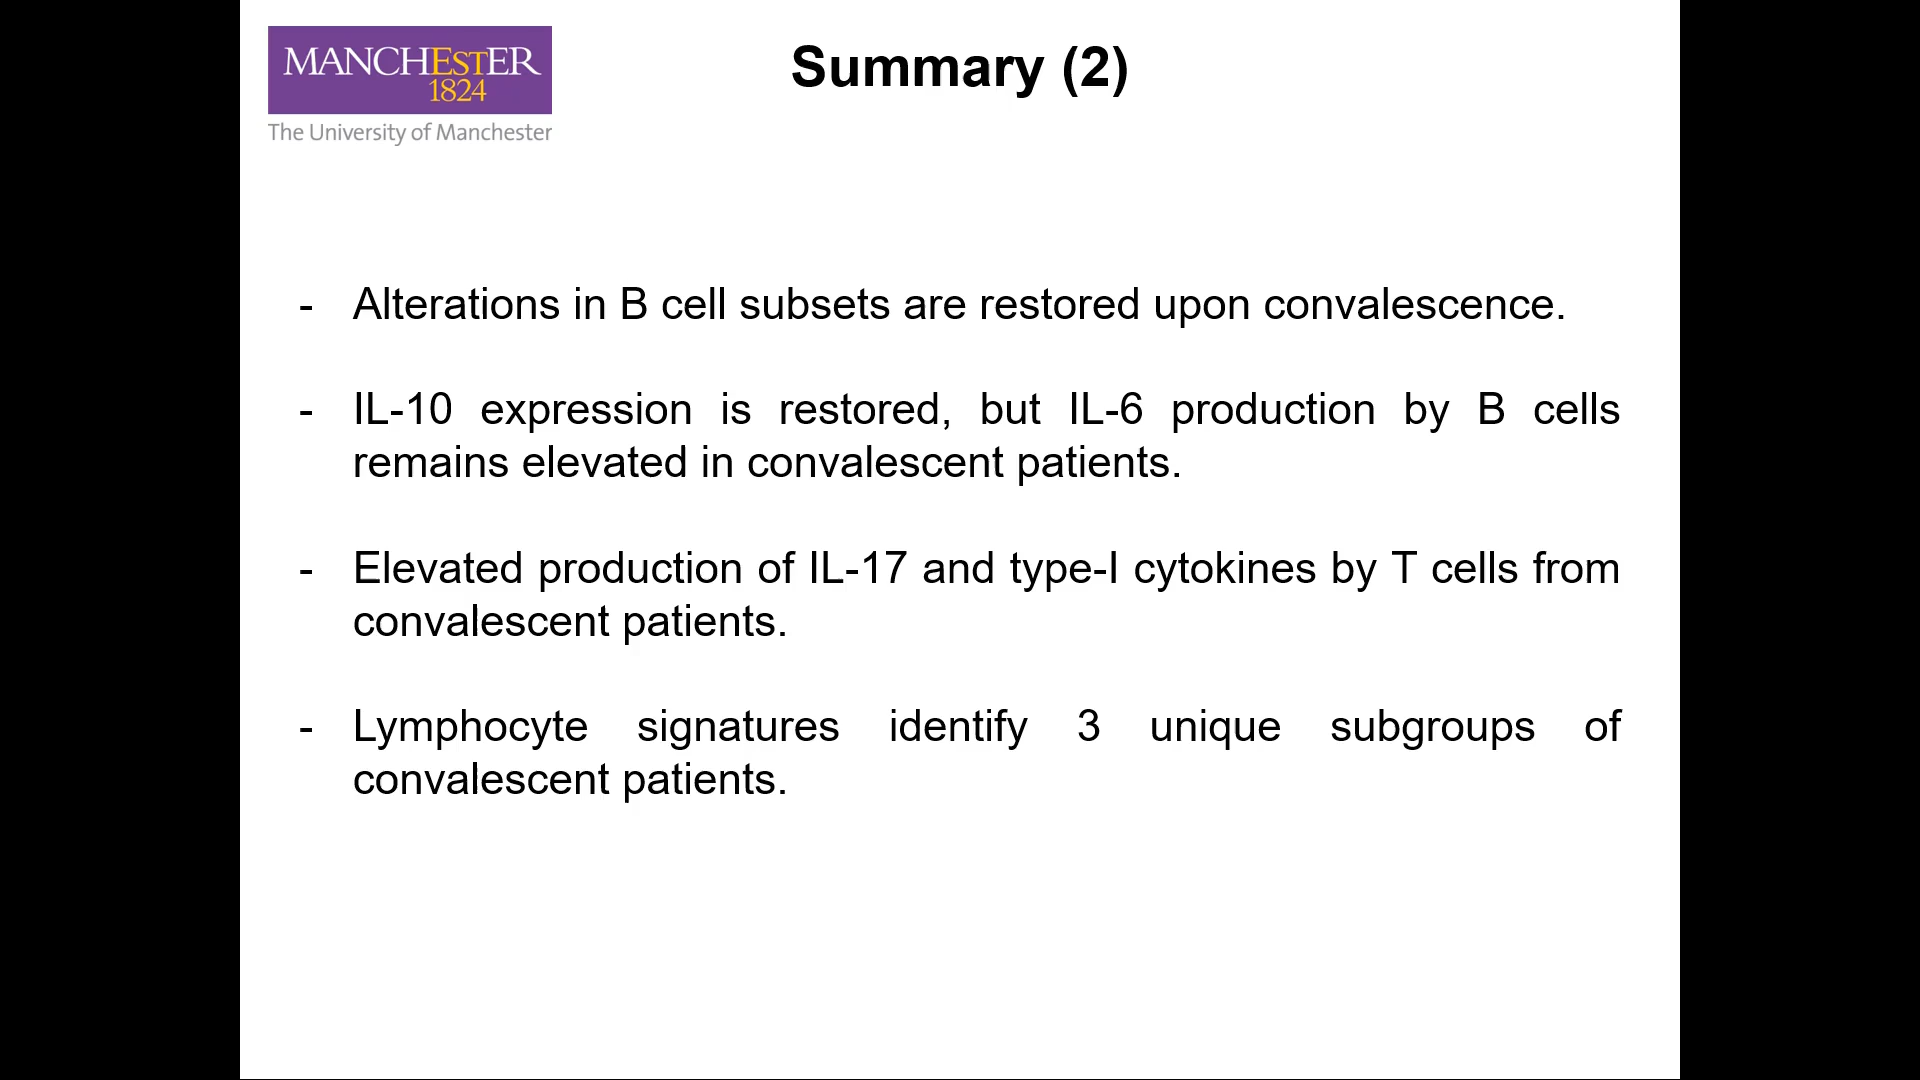 MANCHESTER
1824
The University of Manchester
Summary (2)
- Alterations in B cell subsets are restored upon convalescence.
- IL-10 expression is restored, but IL-6 production by B cells
remains elevated in convalescent patients.
- Elevated production of IL-17 and type-I cytokines by T cells from
convalescent patients.
- Lymphocyte signatures identify 3 unique subgroups of
convalescent patients.